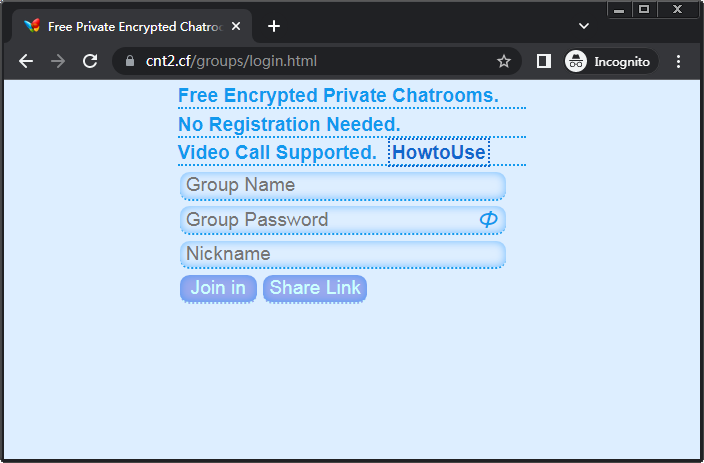 Free Private Encrypted Chatroo
cnt2.cf/groups/login.html
Incognito
Free Encrypted Private Chatrooms.
No Registration Needed.
Video Call Supported. HowtoUse
Group Name
Group Password
Nickname
Join in Share Link